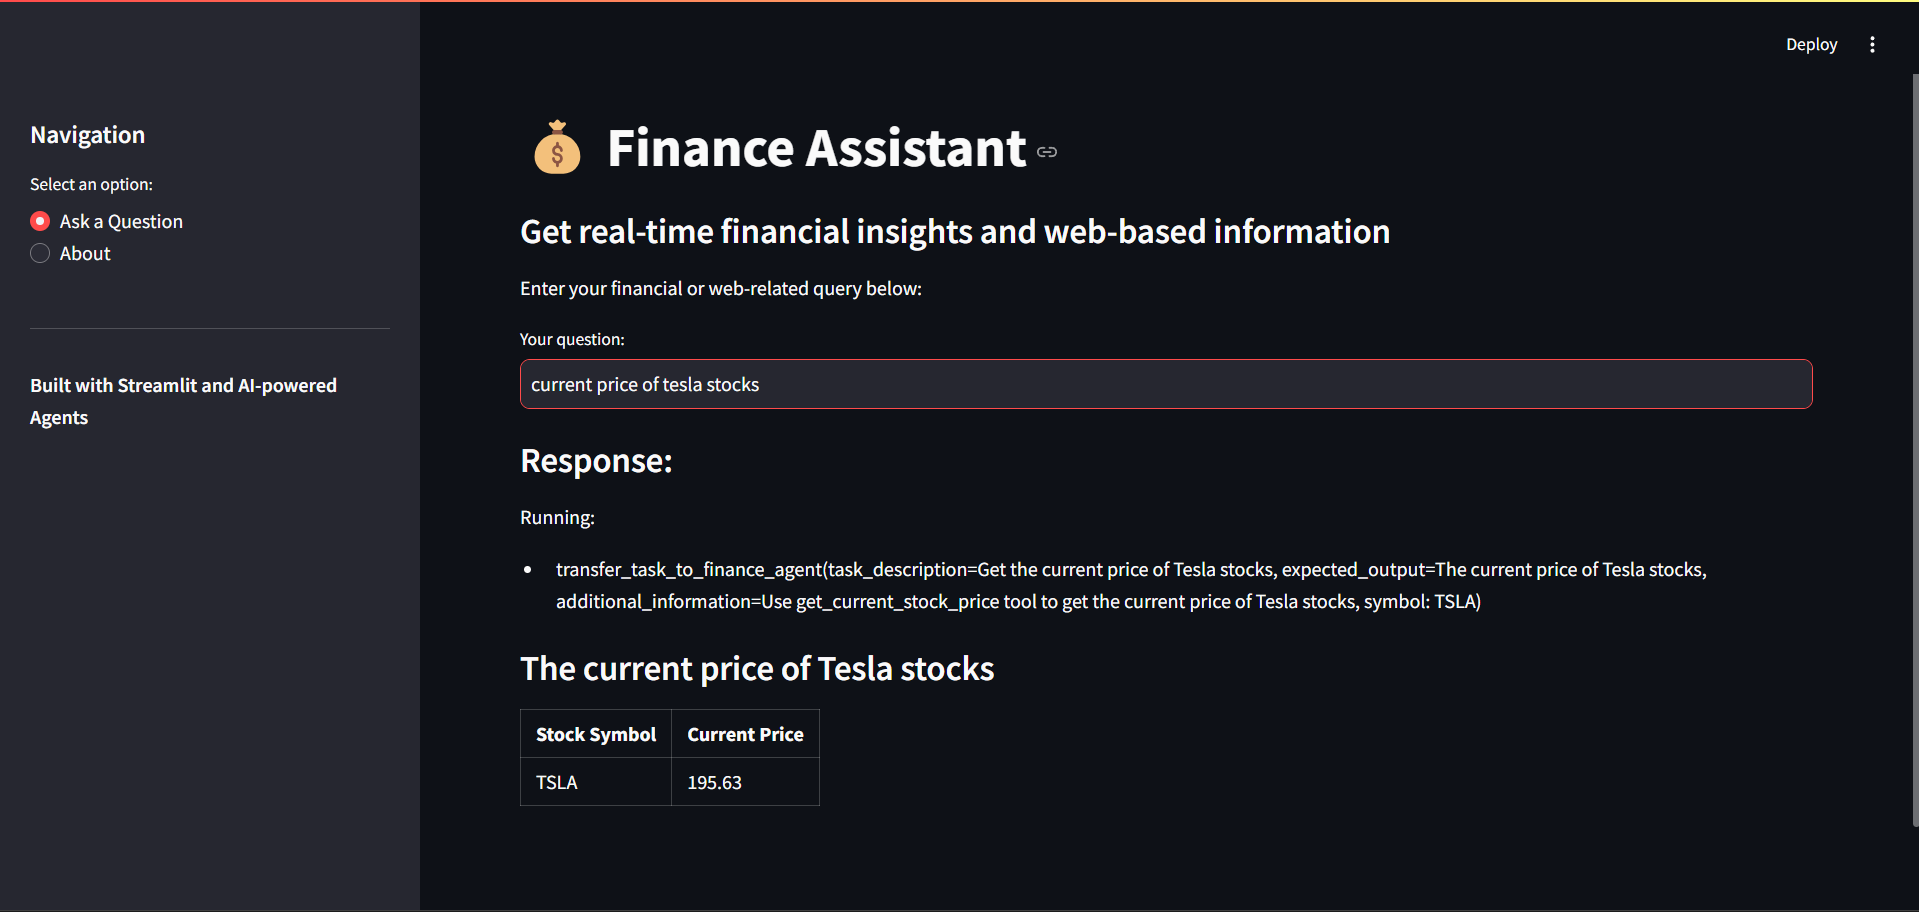 Deploy
Navigation
Select an option:
Ask a Question
About
Built with Streamlit and AI-powered
Agents
$ Finance Assistant
Get real-time financial insights and web-based information
Enter your financial or web-related query below:
Your question:
current price of tesla stocks
Response:
Running:
• transfer_task_to_finance_agent(task_description=Get the current price of Tesla stocks, expected_output=The current price of Tesla stocks,
additional_information=Use get_current_stock_price tool to get the current price of Tesla stocks, symbol: TSLA)
The current price of Tesla stocks
Stock Symbol Current Price
TSLA 195.63